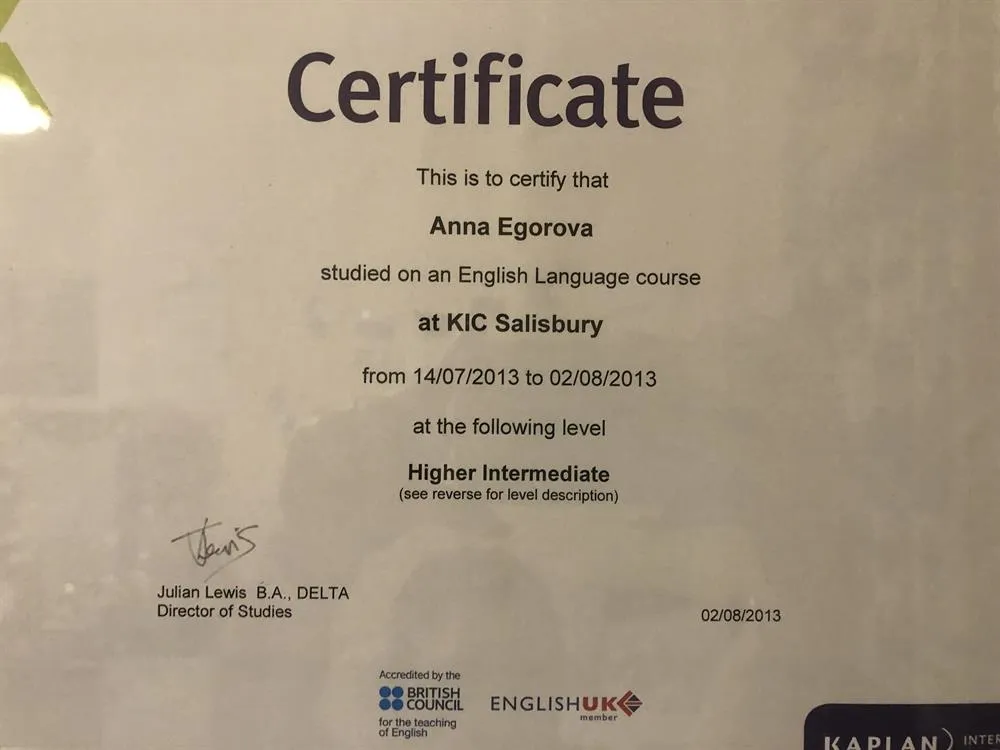 Certificate
This is to certify that
Anna Egorova
studied on an English Language course
at KIC Salisbury
from 14/07/2013 to 02/08/2013
at the following level
Higher Intermediate
(see reverse for level description)
Julian Lewis B.A., DELTA
Director of Studies
02/08/2013
Accredited by the
BRITISH
COUNCIL
for the teaching
of English
ENGLISHUK
member
KAPLAN INTER